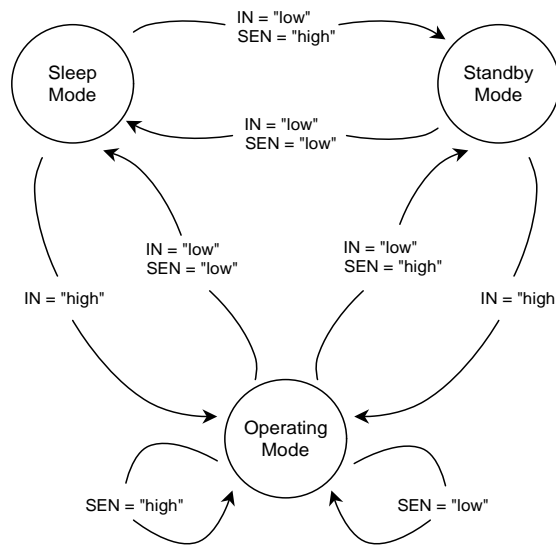 IN = "low"
SEN = "high"
Sleep
Mode
Standby
Mode
IN = "low"
SEN = "low"
IN = "low"
SEN = "low"
IN = "low"
SEN = "high"
IN = "high"
IN = "high
Operating
Mode
SEN = "high"
SEN = "low"